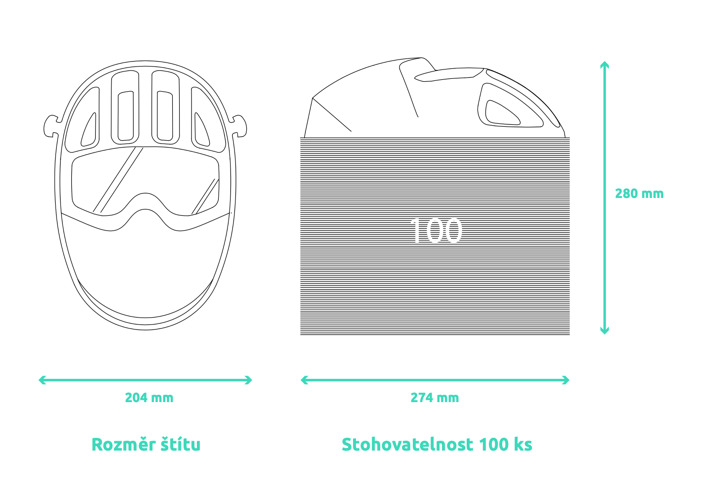 100
280 mm
204 mm
274 mm
Rozměr štítu
Stohovatelnost 100 ks